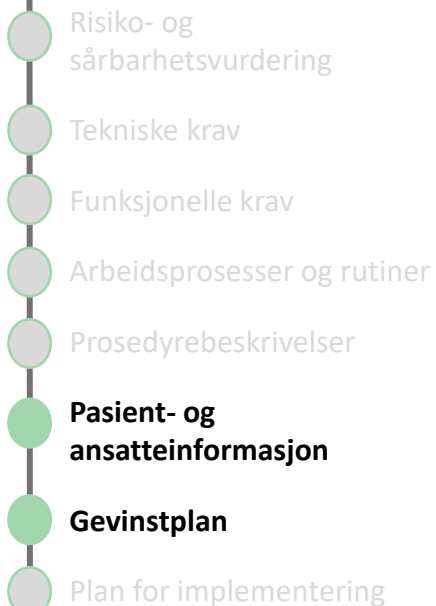 Risiko- og
sårbarhetsvurdering
Tekniske krav
Funksjonelle krav
Arbeidsprosesser og rutiner
Prosedyrebeskrivelser
Pasient- og
ansatteinformasjon
Gevinstplan
Plan for implementering